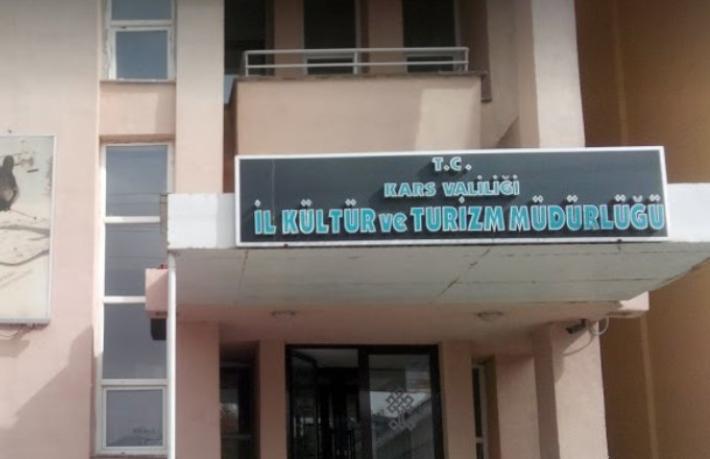 T.C.
KARS VALİLİĞİ
İL KÜLTÜR ve TURİZM MÜDÜRLÜĞÜ